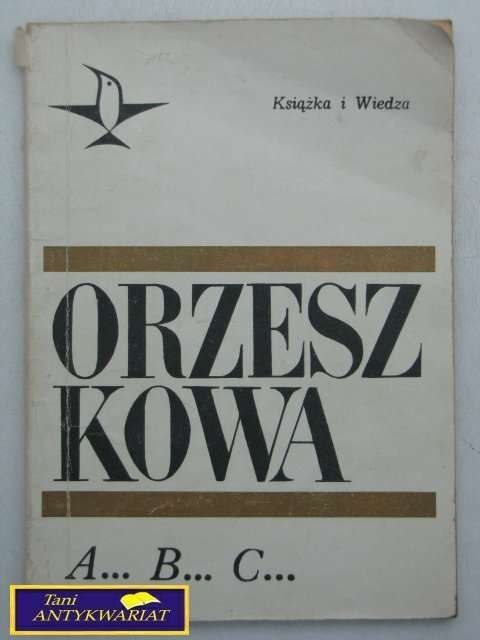 Książka i Wiedza
ORZESZ
KOWA
A... B... C...
Tani
ANTYKWARIAT